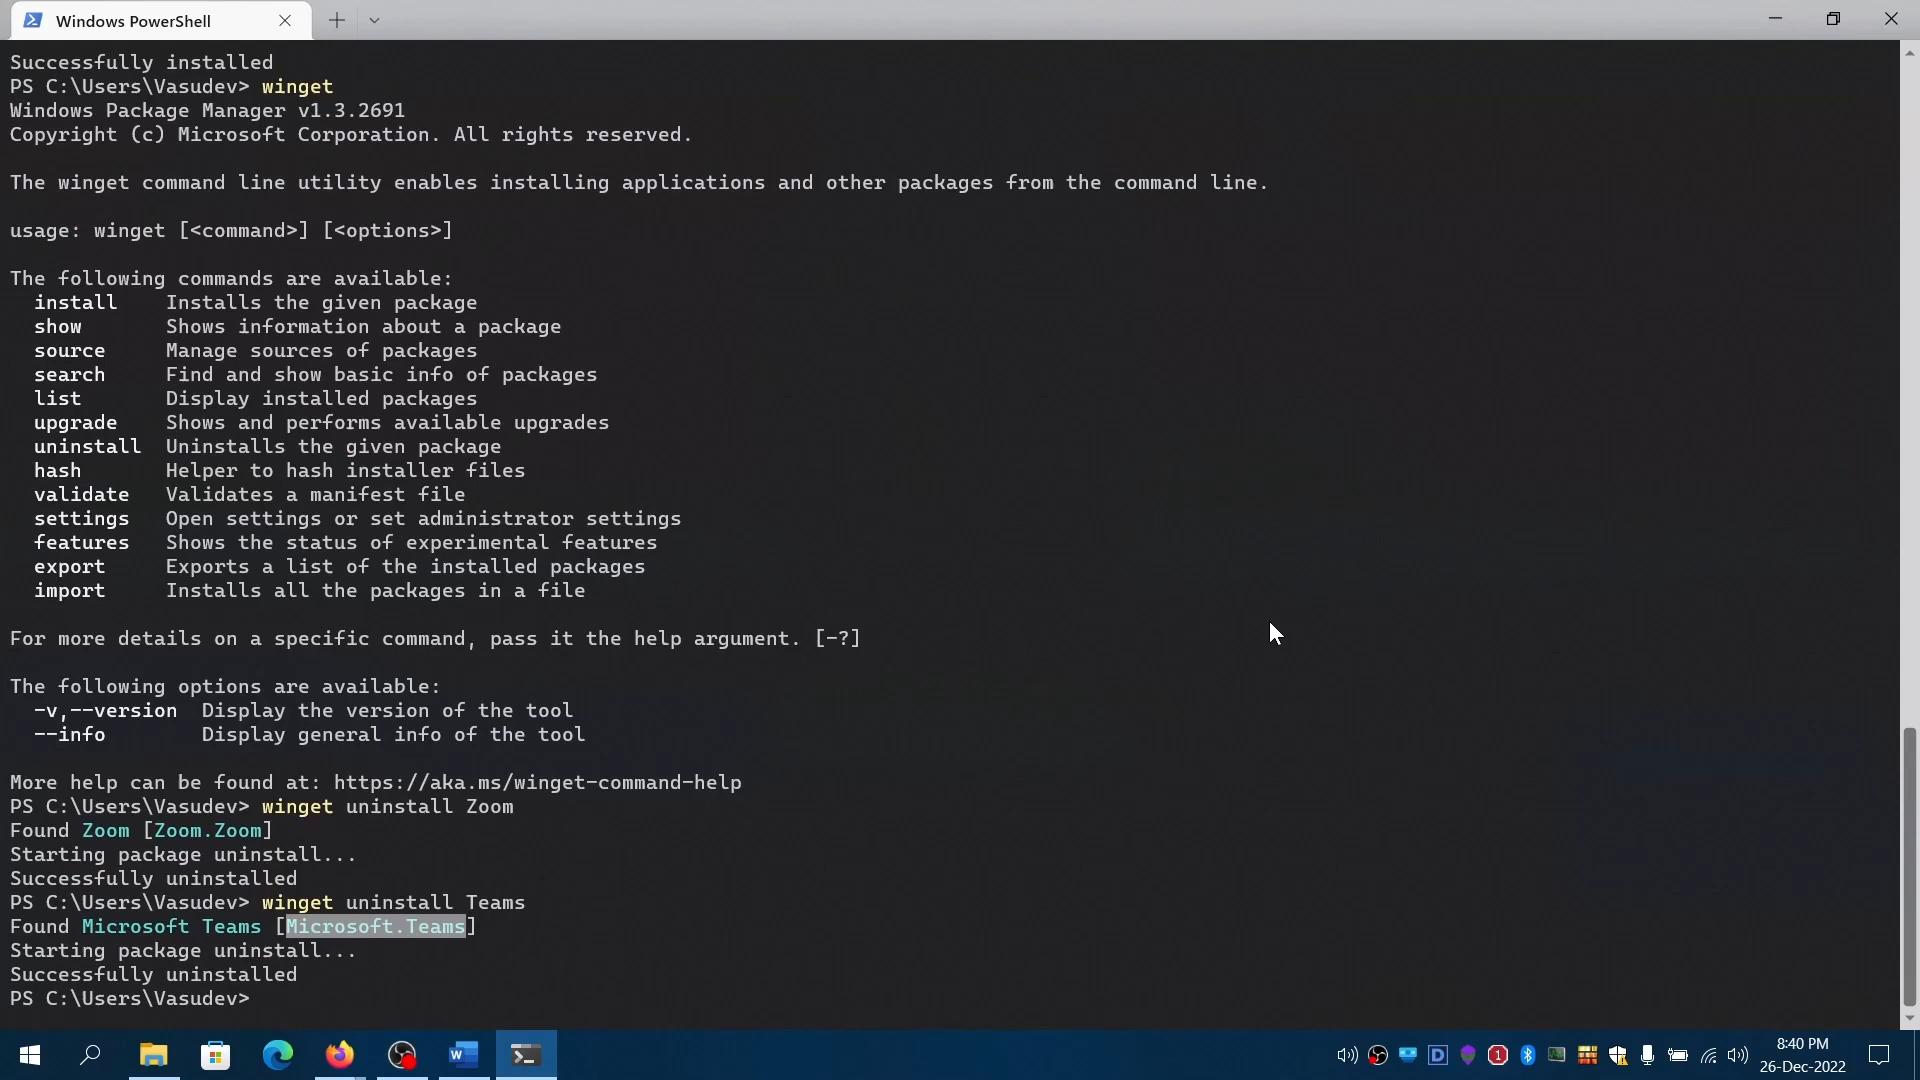 Windows PowerShell
Successfully installed
PS C:\Users\Vasudev> winget
Windows Package Manager v1.3.2691
Copyright (c) Microsoft Corporation. All rights reserved.
The winget command line utility enables installing applications and other packages from the command line.
usage: winget [<command>] [<options>]
The following commands are available:
install Installs the given package
show Shows information about a package
source Manage sources of packages
search Find and show basic info of packages
list Display installed packages
upgrade Shows and performs available upgrades
uninstall Uninstalls the given package
hash Helper to hash installer files
validate Validates a manifest file
settings Open settings or set administrator settings
features Shows the status of experimental features
export Exports a list of the installed packages
import Installs all the packages in a file
For more details on a specific command, pass it the help argument. [-?]
The following options are available:
-v,--version Display the version of the tool
--info Display general info of the tool
More help can be found at: https://aka.ms/winget-command-help
PS C:\Users\Vasudev> winget uninstall Zoom
Found Zoom [Zoom.Zoom]
Starting package uninstall...
Successfully uninstalled
PS C:\Users\Vasudev> winget uninstall Teams
Found Microsoft Teams [Microsoft.Teams]
Starting package uninstall...
Successfully uninstalled
PS C:\Users\Vasudev>
8:40 PM
26-Dec-2022